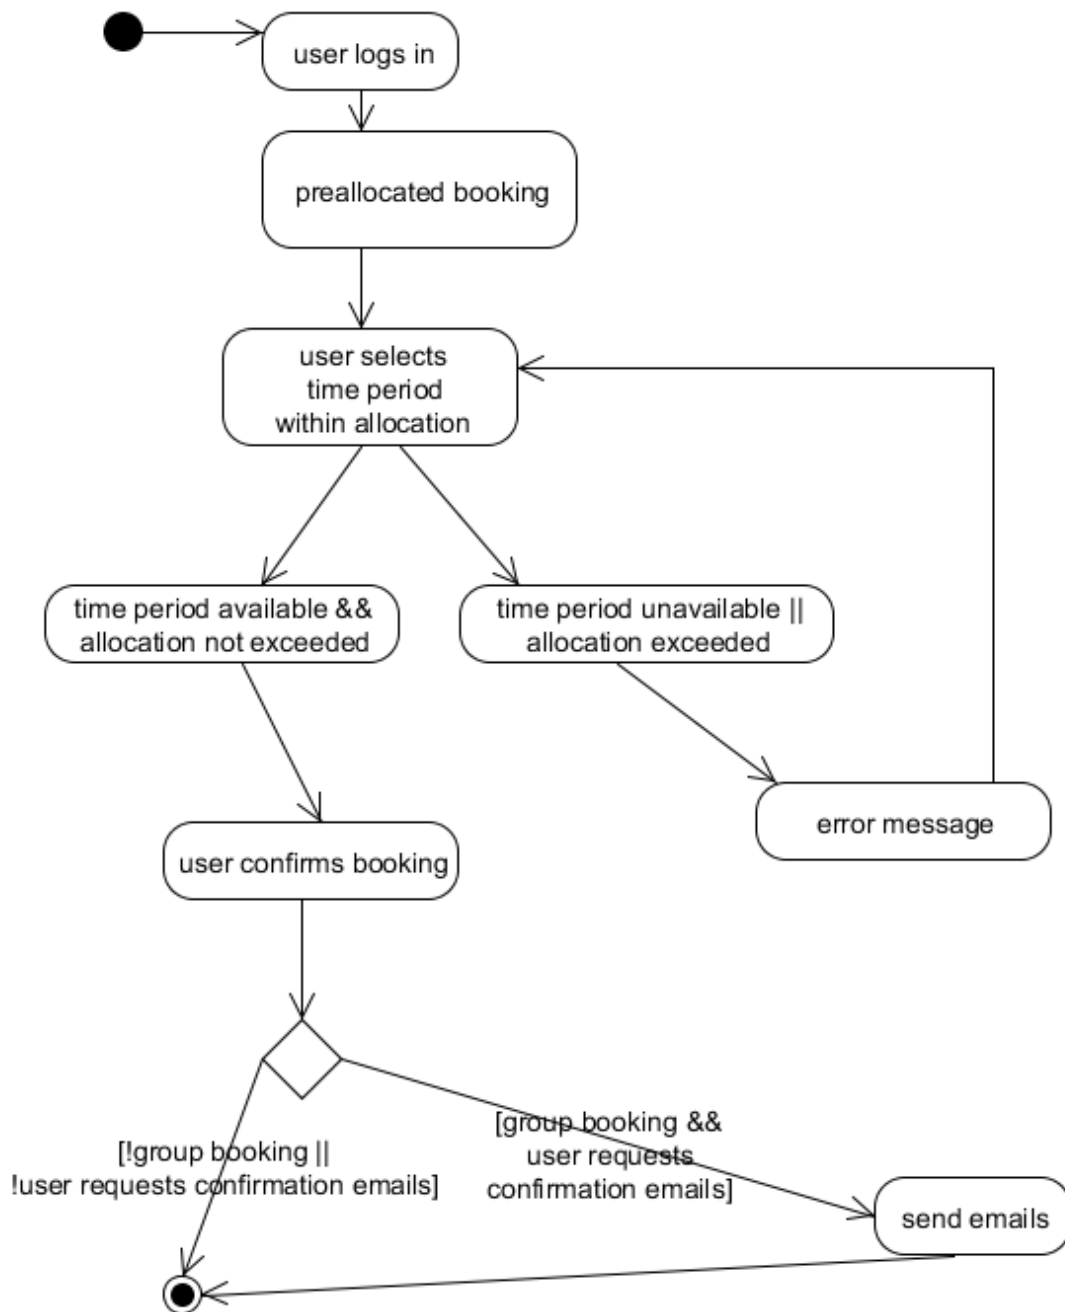 user logs in
preallocated booking
user selects
time period
within allocation
time period available &&
allocation not exceeded
time period unavailable ||
allocation exceeded
error message
user confirms booking
[!group booking ||
!user requests confirmation emails]
[group booking &&
user requests
confirmation emails]
send emails